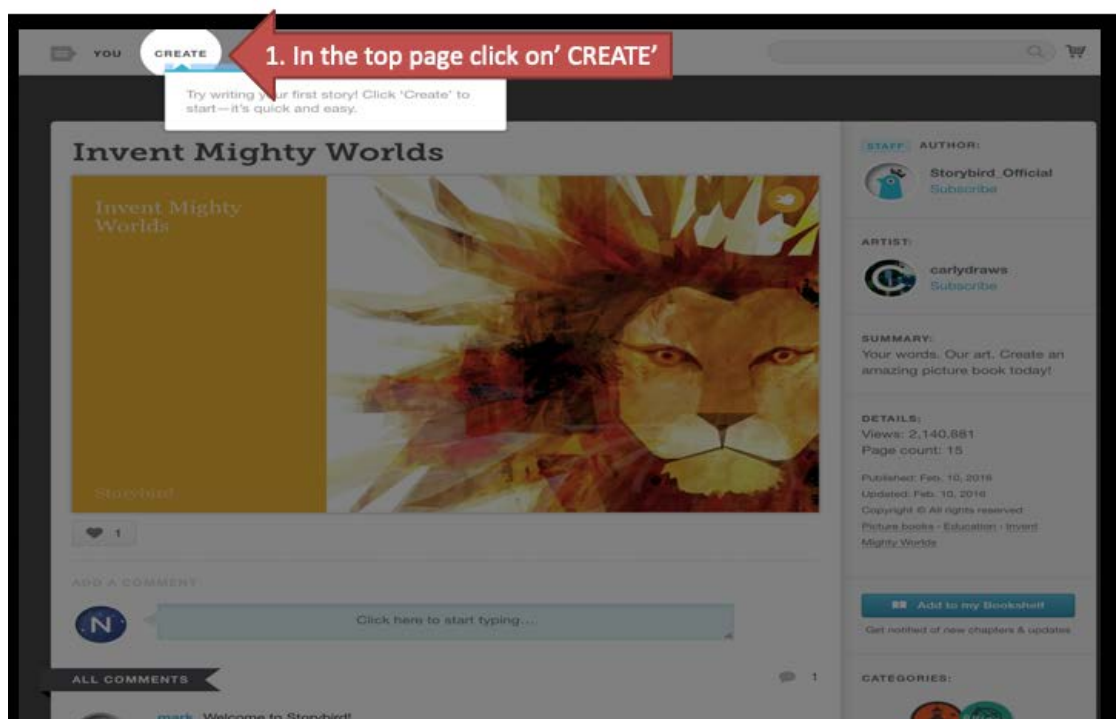 YOU
CREATE
1. In the top page click on’ CREATE’
Try writing your first story! Click 'Create' to
start—it's quick and easy.
Invent Mighty Worlds
Invent Mighty
Worlds
Storybird
1
ADD A COMMENT:
N
Click here to start typing...
ALL COMMENTS
1
mark Welcome to Storybird!
STAFF AUTHOR:
Storybird_Official
Subscribe
ARTIST:
carlydraws
Subscribe
SUMMARY:
Your words. Our art. Create an
amazing picture book today!
DETAILS:
Views: 2,140,881
Page count: 15
Published: Feb. 10, 2016
Updated: Feb. 10, 2016
Copyright © All rights reserved
Picture books - Education - Invent
Mighty Worlds
Add to my Bookshelf
Get notified of new chapters & updates
CATEGORIES: